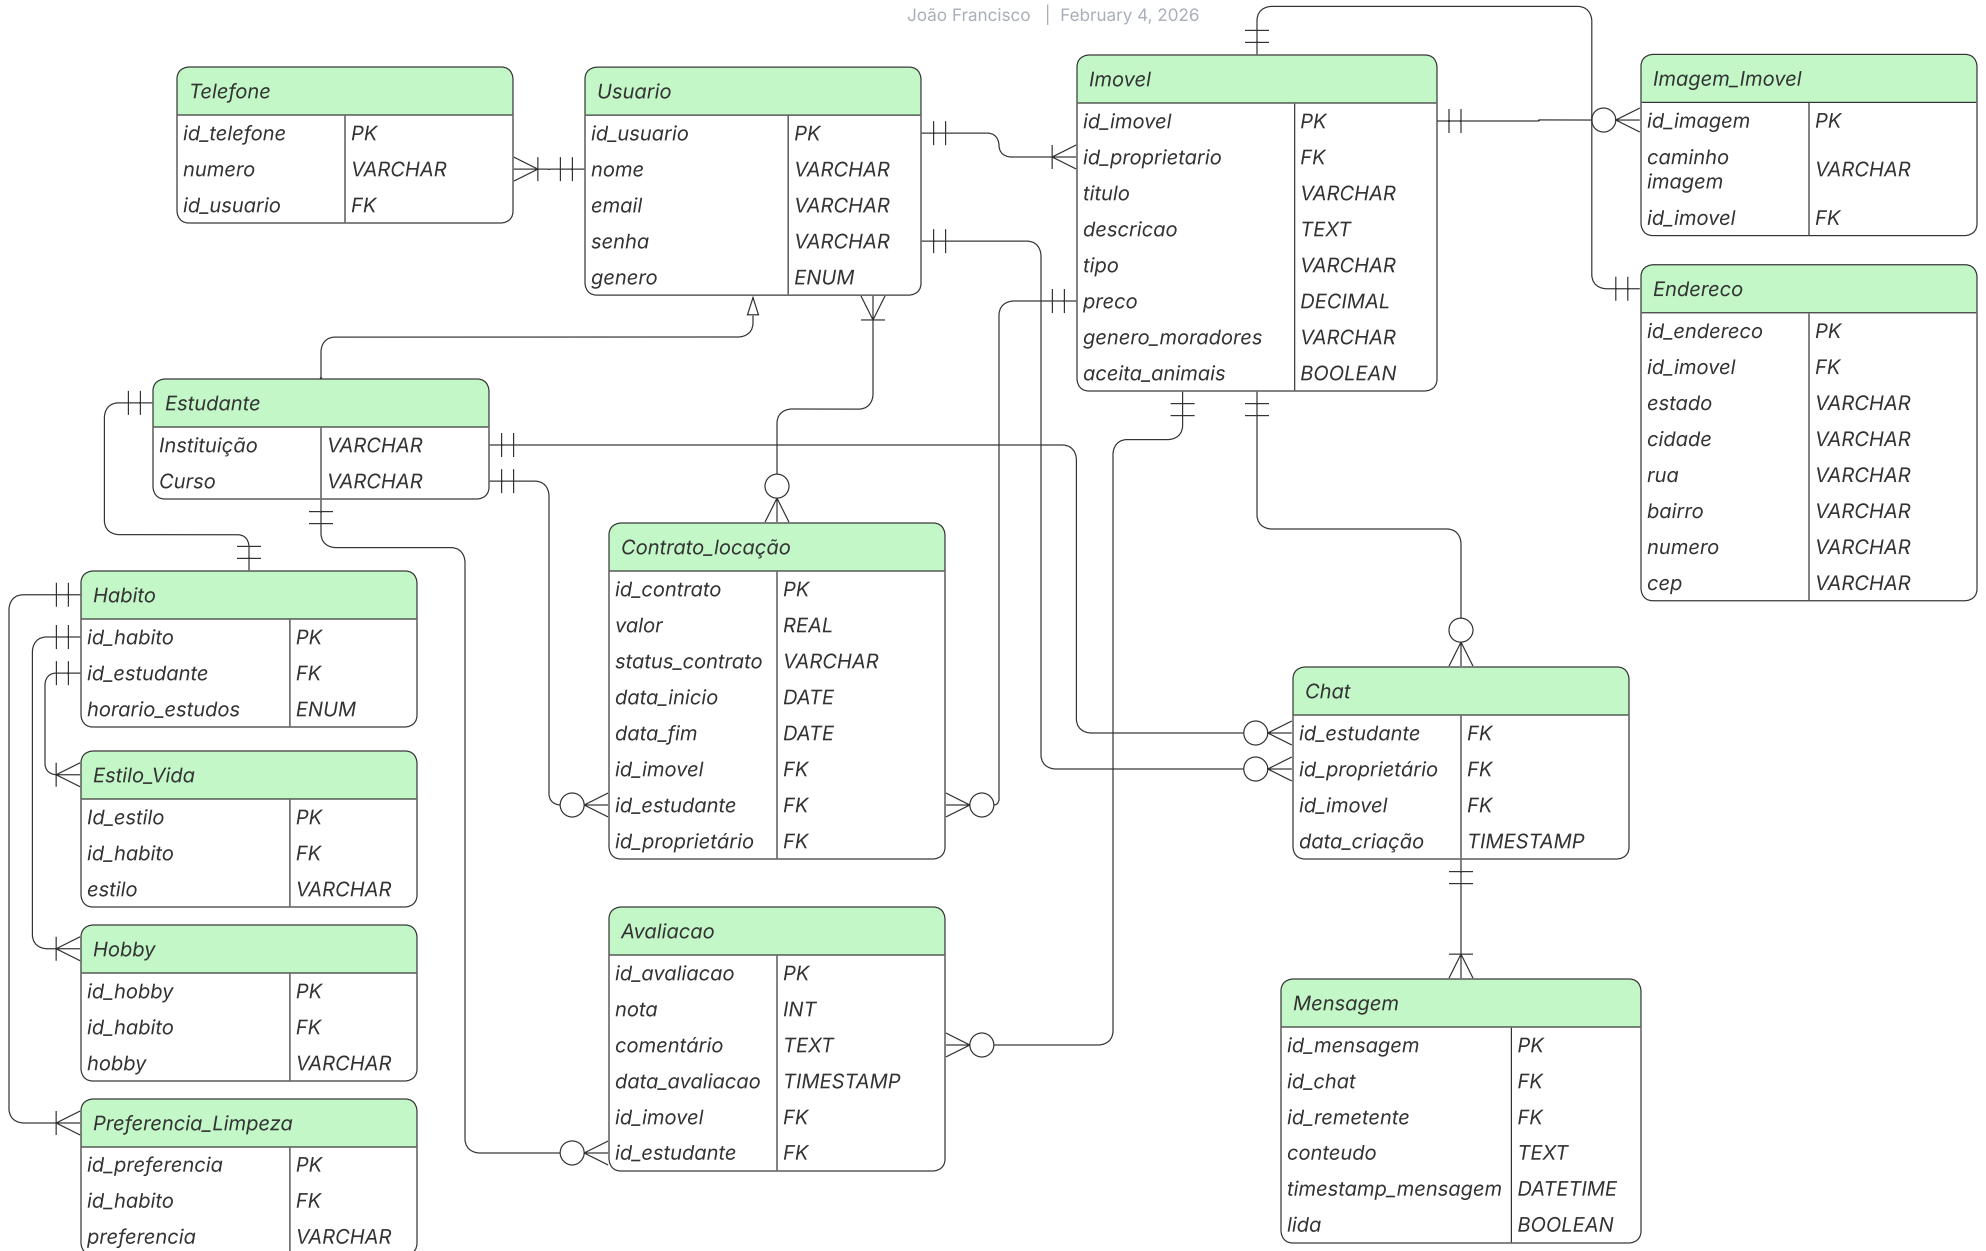 João Francisco | February 4, 2026
Telefone
id_telefone PK
numero VARCHAR
id_usuario FK
Usuario
id_usuario PK
nome VARCHAR
email VARCHAR
senha VARCHAR
genero ENUM
Imovel
id_imovel PK
id_proprietario FK
titulo VARCHAR
descricao TEXT
tipo VARCHAR
preco DECIMAL
genero_moradores VARCHAR
aceita_animais BOOLEAN
Imagem_Imovel
id_imagem PK
caminho
imagem VARCHAR
id_imovel FK
Endereco
id_endereco PK
id_imovel FK
estado VARCHAR
cidade VARCHAR
rua VARCHAR
bairro VARCHAR
numero VARCHAR
cep VARCHAR
Estudante
Instituição VARCHAR
Curso VARCHAR
Habito
id_habito PK
id_estudante FK
horario_estudos ENUM
Estilo_Vida
Id_estilo PK
id_habito FK
estilo VARCHAR
Hobby
id_hobby PK
id_habito FK
hobby VARCHAR
Preferencia_Limpeza
id_preferencia PK
id_habito FK
preferencia VARCHAR
Contrato_locação
id_contrato PK
valor REAL
status_contrato VARCHAR
data_inicio DATE
data_fim DATE
id_imovel FK
id_estudante FK
id_proprietário FK
Avaliacao
id_avaliacao PK
nota INT
comentário TEXT
data_avaliacao TIMESTAMP
id_imovel FK
id_estudante FK
Chat
id_estudante FK
id_proprietário FK
id_imovel FK
data_criação TIMESTAMP
Mensagem
id_mensagem PK
id_chat FK
id_remetente FK
conteudo TEXT
timestamp_mensagem DATETIME
lida BOOLEAN